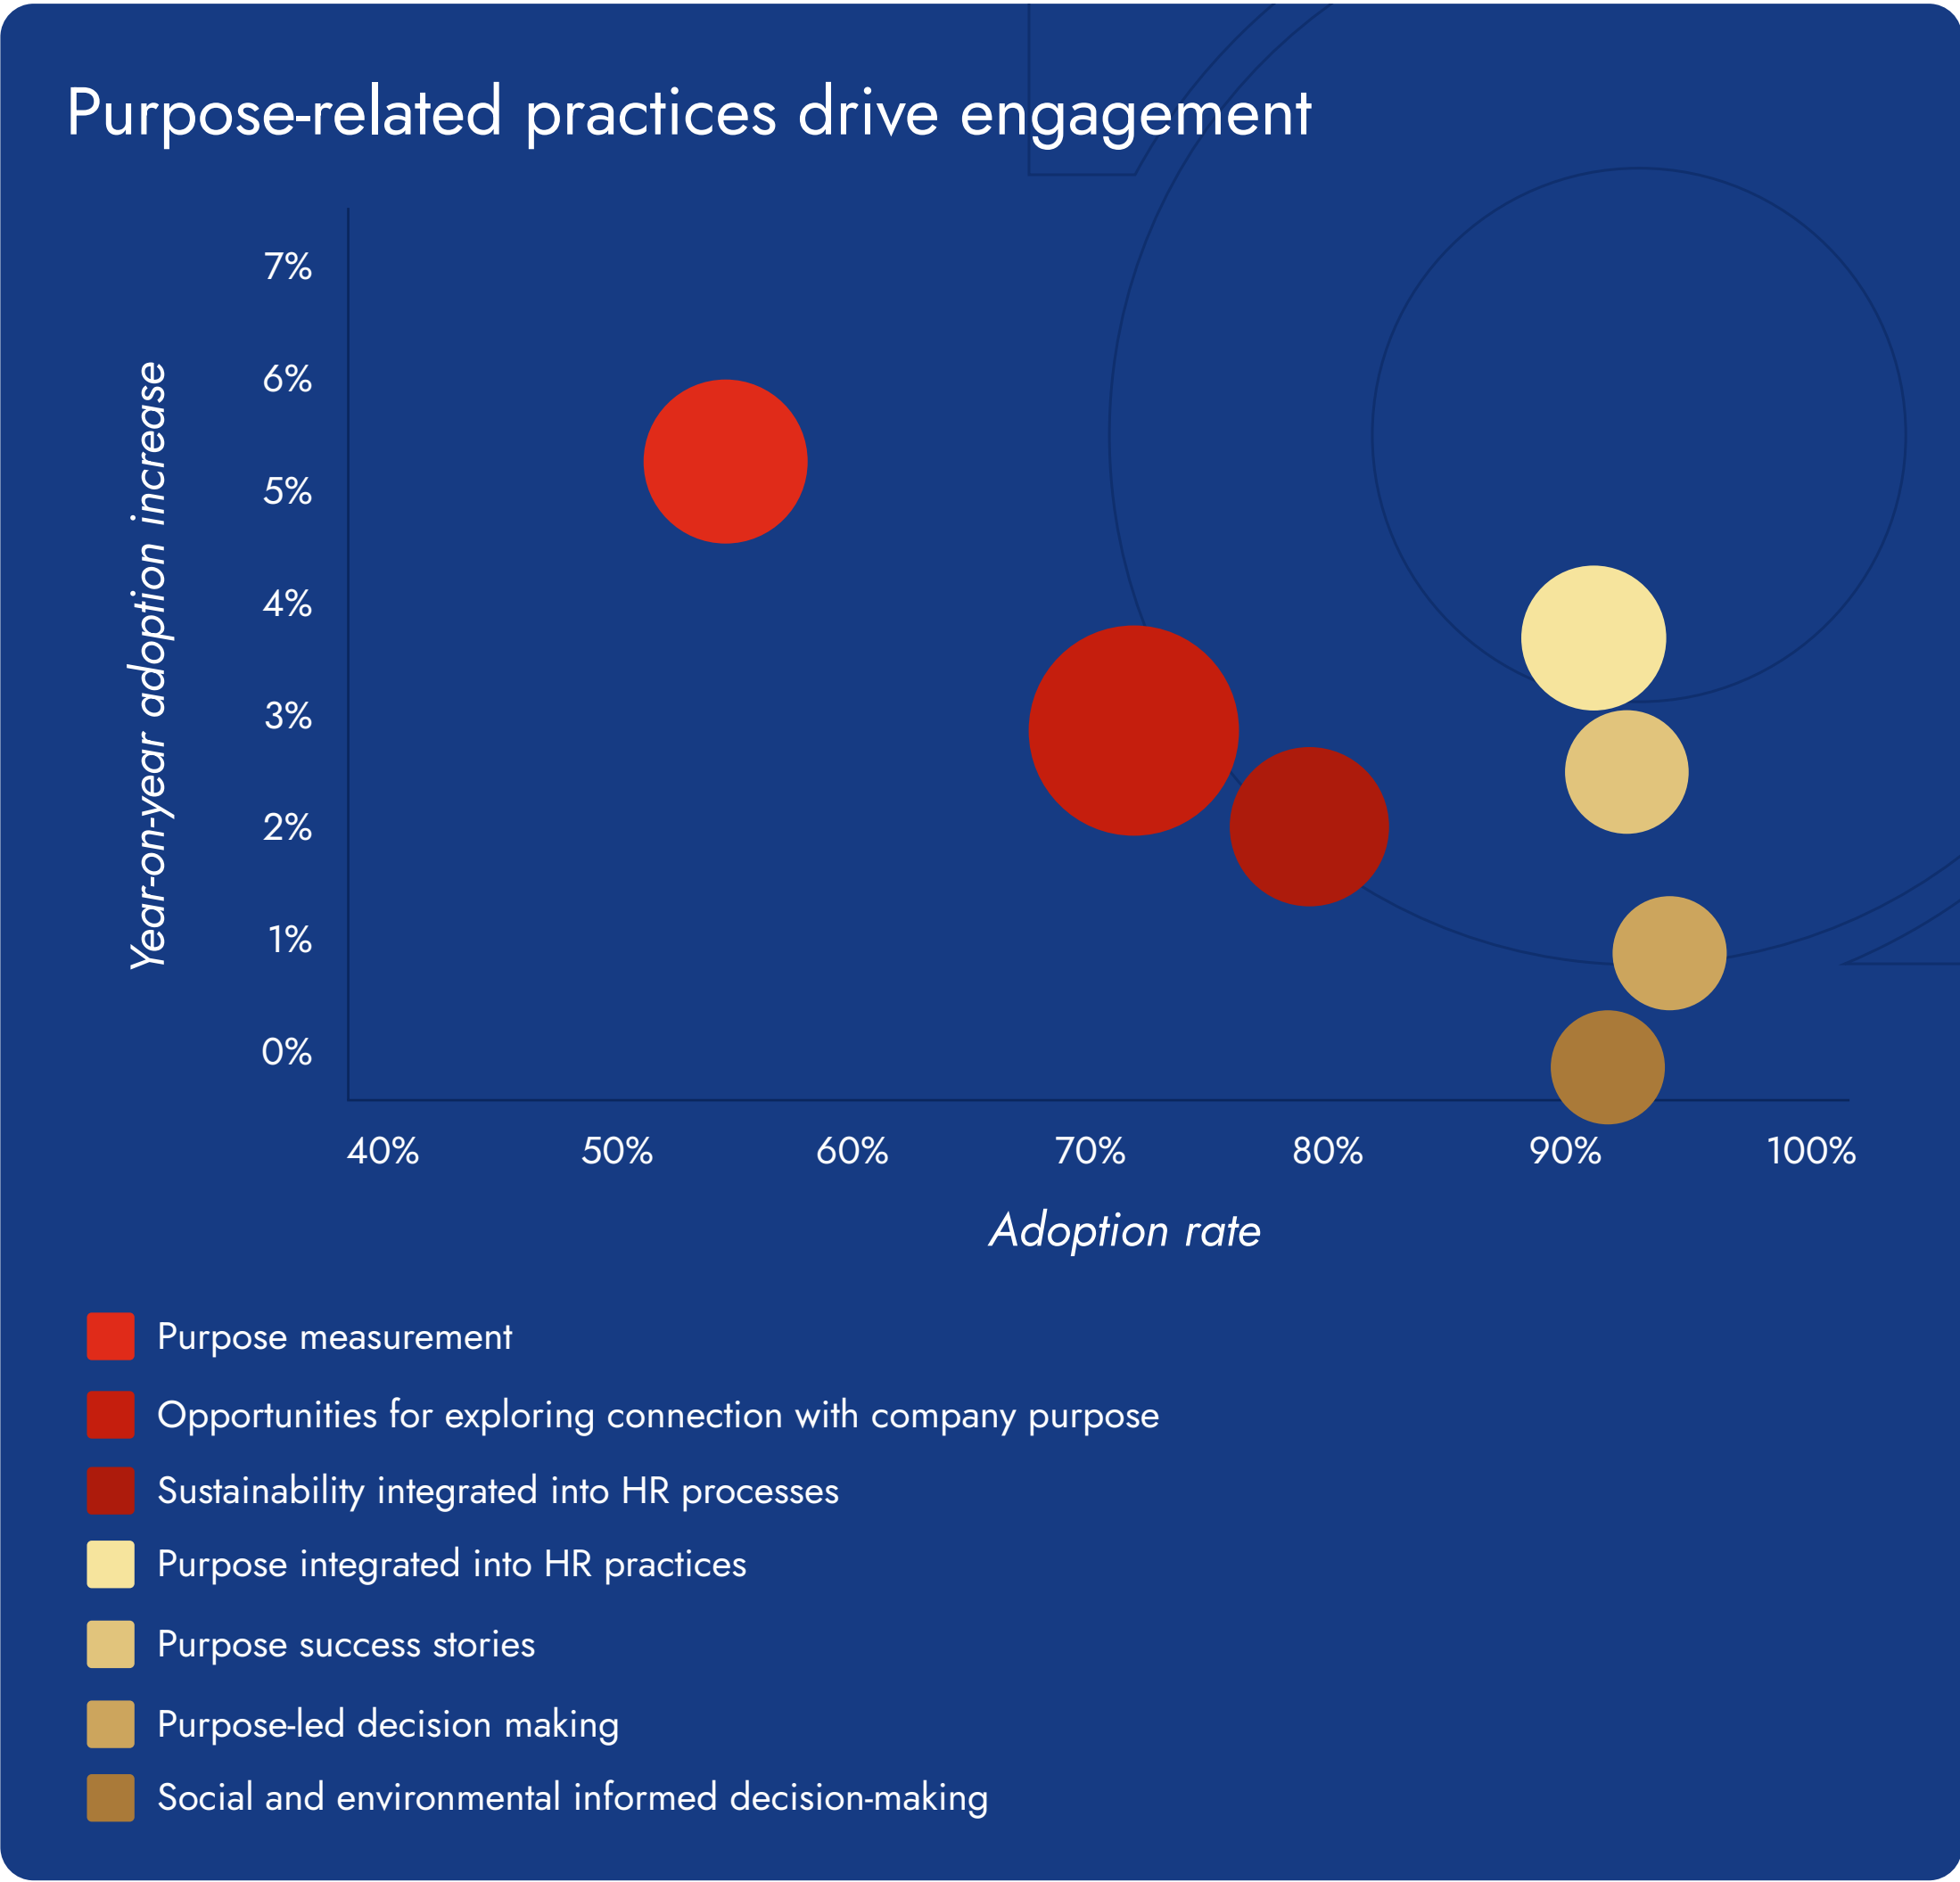 Purpose-related practices drive engagement
Year-on-year adoption increase
7%
6%
5%
4%
3%
2%
1%
0%
40% 50% 60% 70% 80% 90% 100%
Adoption rate
Purpose measurement
Opportunities for exploring connection with company purpose
Sustainability integrated into HR processes
Purpose integrated into HR practices
Purpose success stories
Purpose-led decision making
Social and environmental informed decision-making